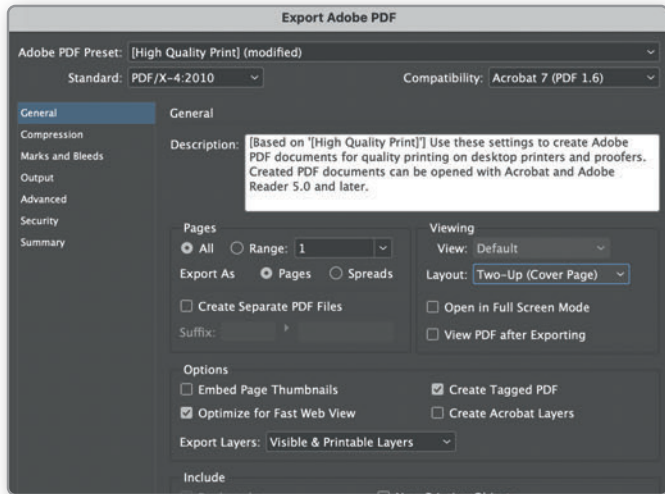 Export Adobe PDF
Adobe PDF Preset: [High Quality Print] (modified)
Standard: PDF/X-4:2010 Compatibility: Acrobat 7 (PDF 1.6)
General
Compression
Marks and Bleeds
Output
Advanced
Security
Summary
General
Description: [Based on '[High Quality Print]'] Use these settings to create Adobe
PDF documents for quality printing on desktop printers and proofers.
Created PDF documents can be opened with Acrobat and Adobe
Reader 5.0 and later.
Pages
All Range: 1
Export As Pages Spreads
Create Separate PDF Files
Suffix:
Viewing
View: Default
Layout: Two-Up (Cover Page)
Open in Full Screen Mode
View PDF after Exporting
Options
Embed Page Thumbnails Create Tagged PDF
Optimize for Fast Web View Create Acrobat Layers
Export Layers: Visible & Printable Layers
Include